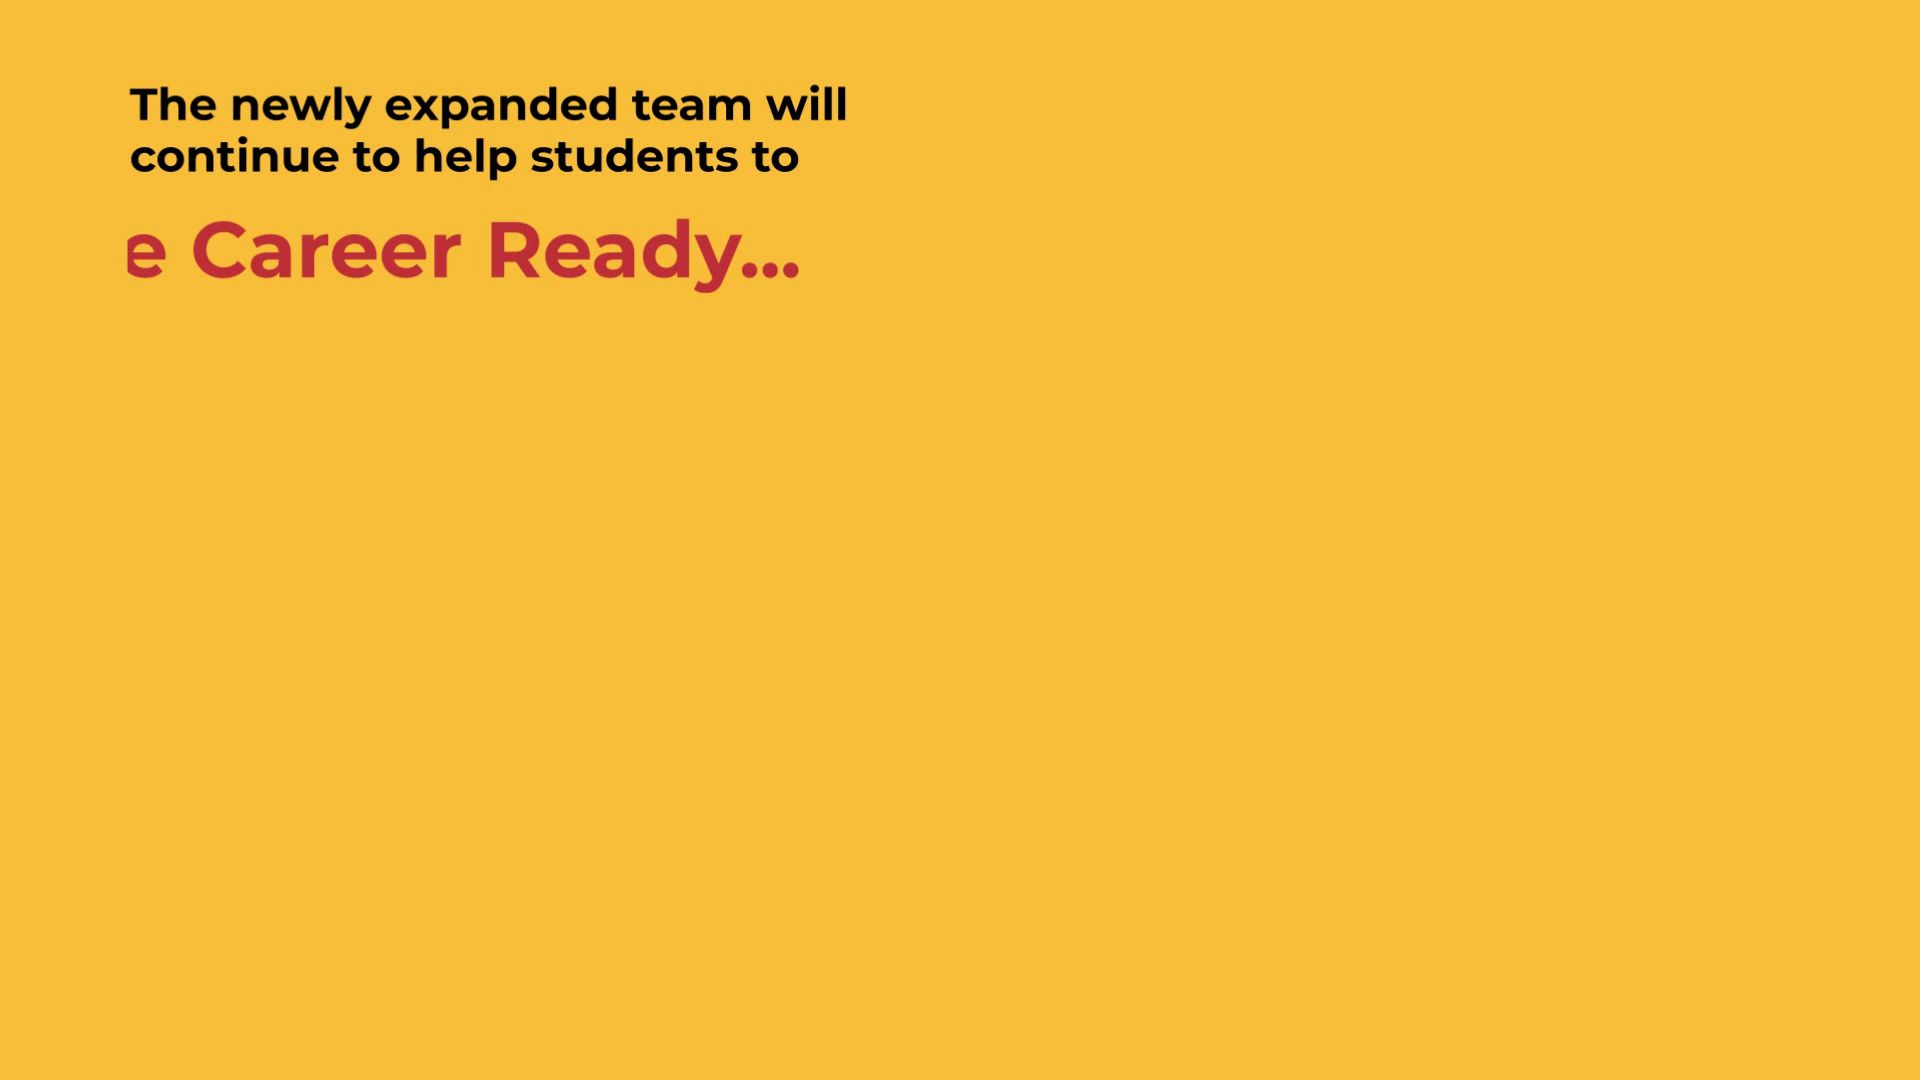 The newly expanded team will
continue to help students to
e Career Ready...